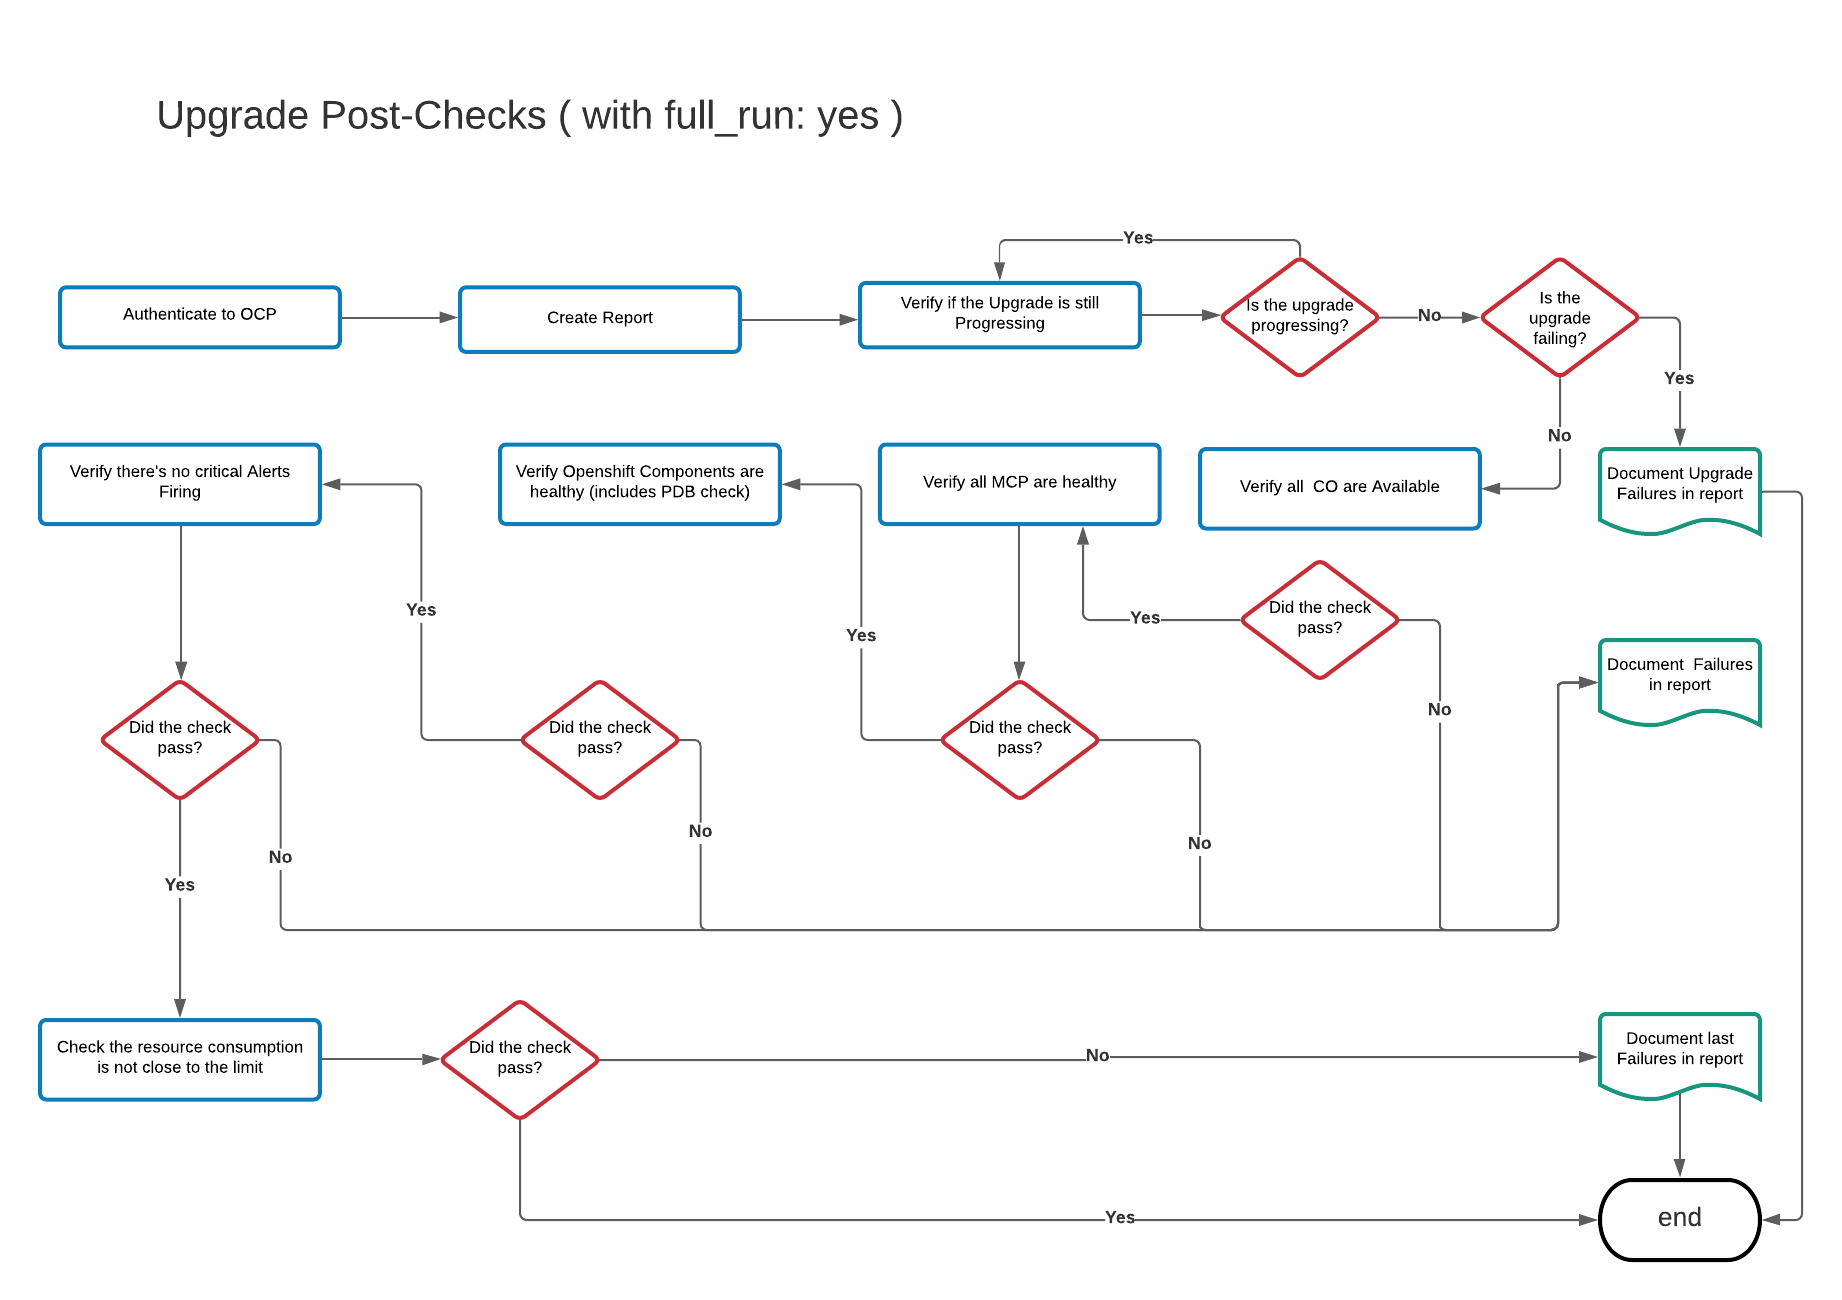 Upgrade Post-Checks ( with full_run: yes )
Yes
Authenticate to OCP
Create Report
Verify if the Upgrade is still
Progressing
Is the upgrade
progressing?
No
Is the
upgrade
failing?
Yes
No
Verify there's no critical Alerts
Firing
Verify Openshift Components are
healthy (includes PDB check)
Verify all MCP are healthy
Verify all  CO are Available
Document Upgrade
Failures in report
Yes
Yes
Yes
Did the check
pass?
No
Document  Failures
in report
Did the check
pass?
Did the check
pass?
Did the check
pass?
No
No
No
Yes
Check the resource consumption
is not close to the limit
Did the check
pass?
No
Document last
Failures in report
Yes
end